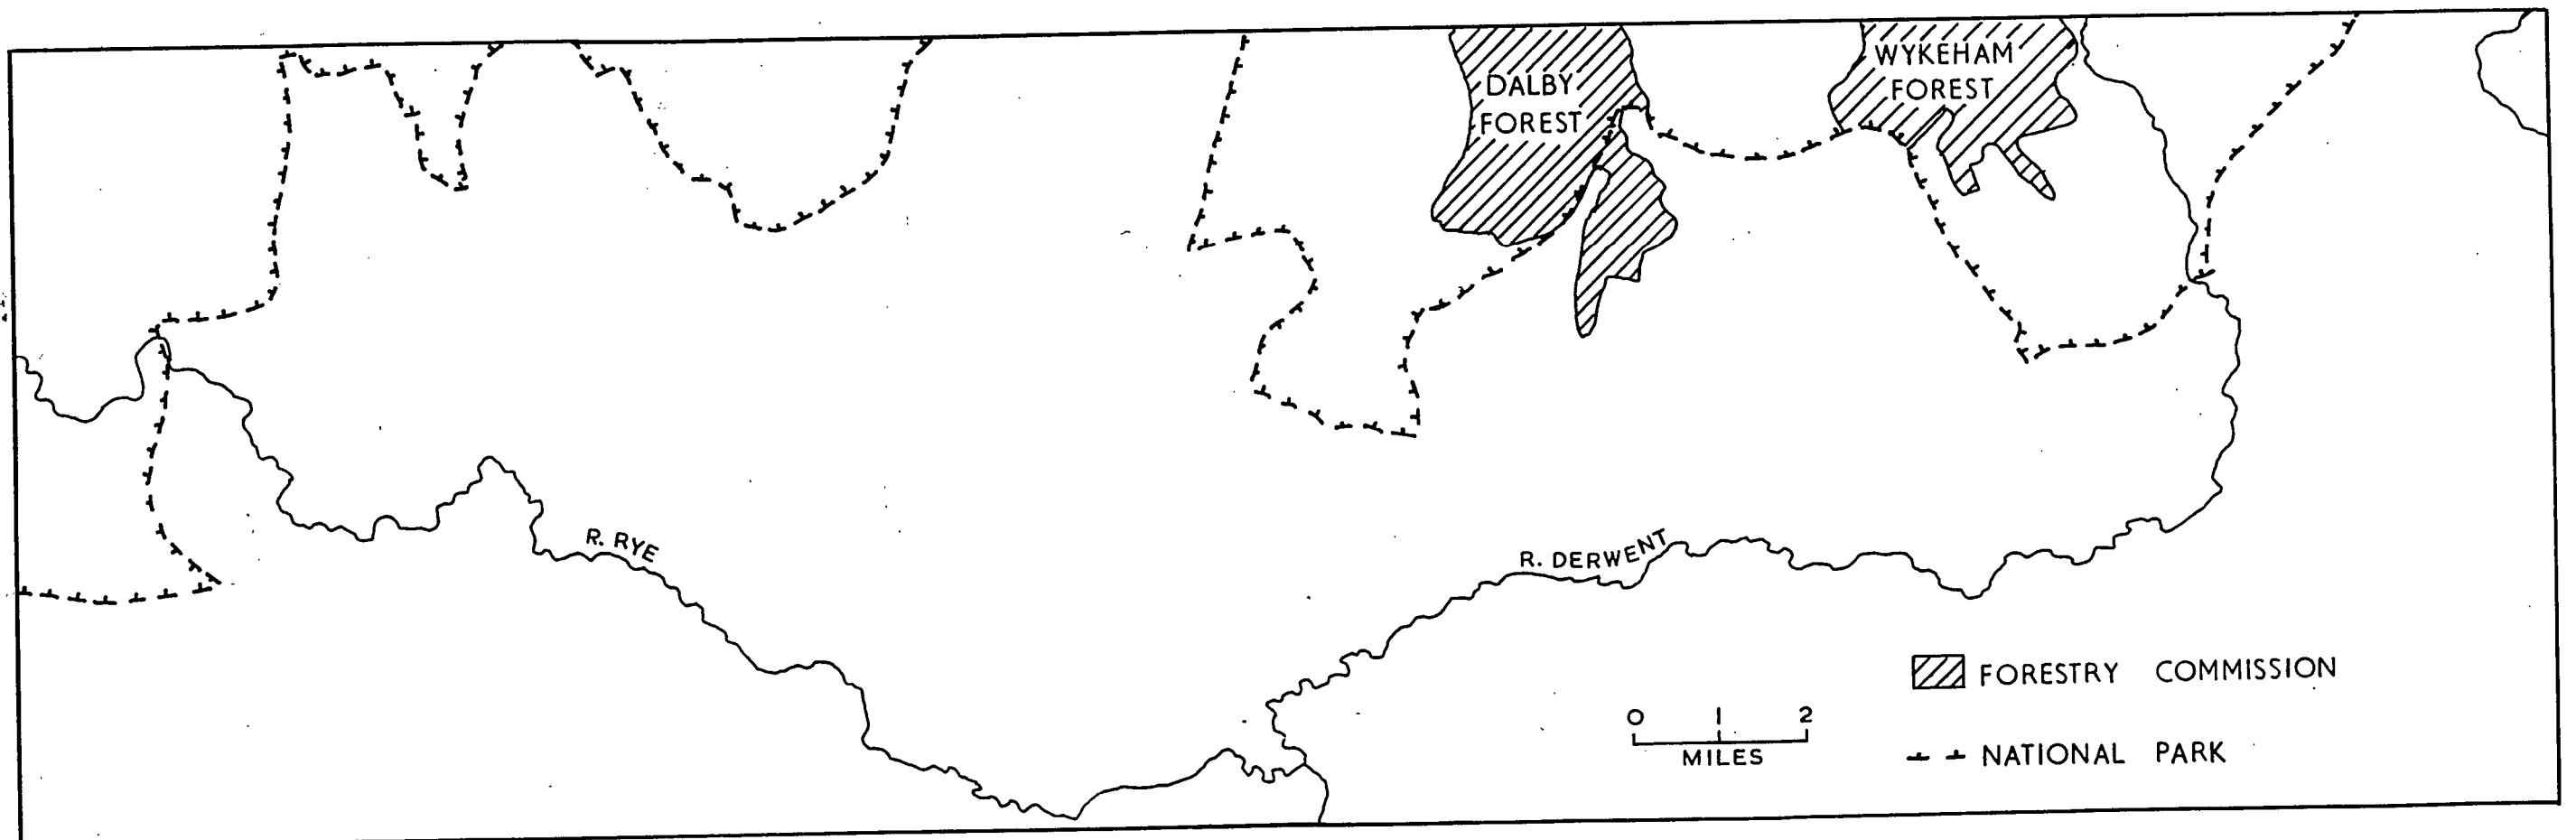 DALBY
FOREST
WYKEHAM
FOREST
R. RYE
R. DERWENT
FORESTRY COMMISSION
0 1 2
MILES
NATIONAL PARK